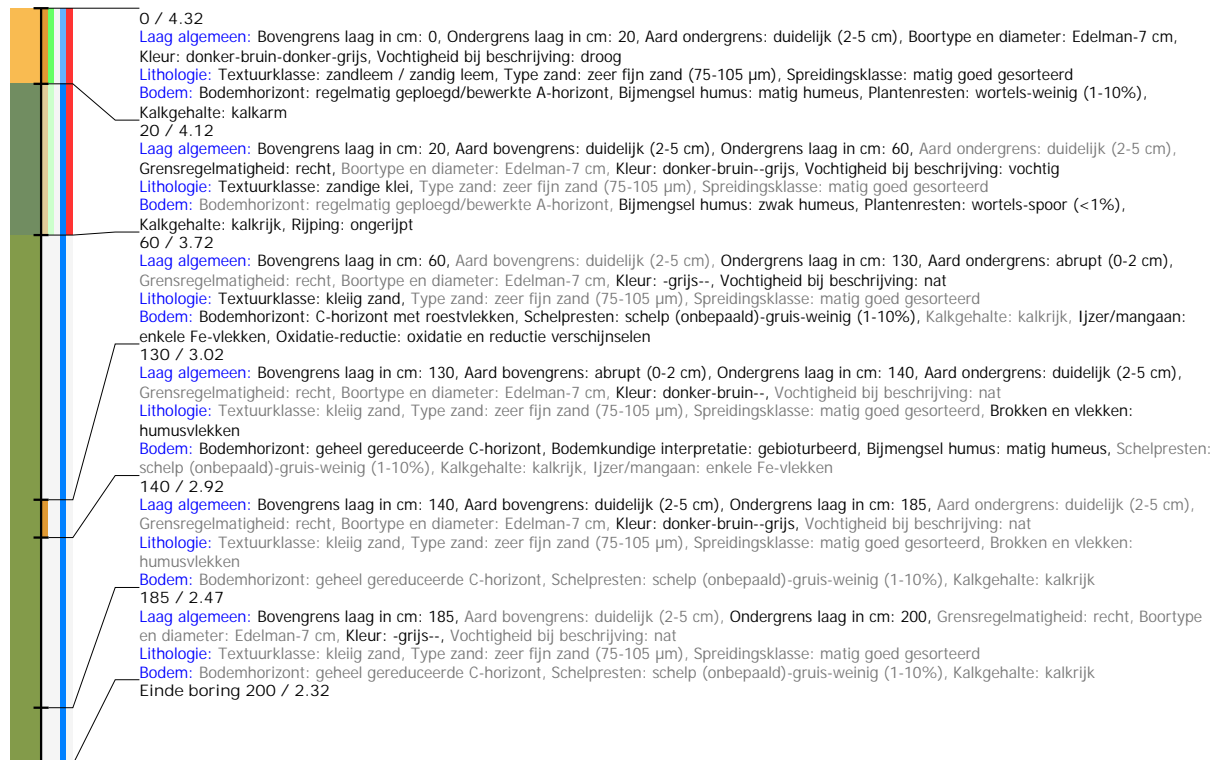 0 / 4.32
Laag algemeen: Bovengrens laag in cm: 0, Ondergrens laag in cm: 20, Aard ondergrens: duidelijk (2-5 cm), Boortype en diameter: Edelman-7 cm,
Kleur: donker-bruin-donker-grijs, Vochtigheid bij beschrijving: droog
Lithologie: Textuurklasse: zandleem / zandig leem, Type zand: zeer fijn zand (75-105 µm), Spreidingsklasse: matig goed gesorteerd
Bodem: Bodemhorizont: regelmatig geploegd/bewerkte A-horizont, Bijmengsel humus: matig humeus, Plantenresten: wortels-weinig (1-10%),
Kalkgehalte: kalkarm
20 / 4.12
Laag algemeen: Bovengrens laag in cm: 20, Aard bovengrens: duidelijk (2-5 cm), Ondergrens laag in cm: 60, Aard ondergrens: duidelijk (2-5 cm),
Grensregelmatigheid: recht, Boortype en diameter: Edelman-7 cm, Kleur: donker-bruin--grijs, Vochtigheid bij beschrijving: vochtig
Lithologie: Textuurklasse: zandige klei, Type zand: zeer fijn zand (75-105 µm), Spreidingsklasse: matig goed gesorteerd
Bodem: Bodemhorizont: regelmatig geploegd/bewerkte A-horizont, Bijmengsel humus: zwak humeus, Plantenresten: wortels-spoor (<1%),
Kalkgehalte: kalkrijk, Rijping: ongerijpt
60 / 3.72
Laag algemeen: Bovengrens laag in cm: 60, Aard bovengrens: duidelijk (2-5 cm), Ondergrens laag in cm: 130, Aard ondergrens: abrupt (0-2 cm),
Grensregelmatigheid: recht, Boortype en diameter: Edelman-7 cm, Kleur: -grijs--, Vochtigheid bij beschrijving: nat
Lithologie: Textuurklasse: kleiig zand, Type zand: zeer fijn zand (75-105 µm), Spreidingsklasse: matig goed gesorteerd
Bodem: Bodemhorizont: C-horizont met roestvlekken, Schelpresten: schelp (onbepaald)-gruis-weinig (1-10%), Kalkgehalte: kalkrijk, Ijzer/mangaan:
enkele Fe-vlekken, Oxidatie-reductie: oxidatie en reductie verschijnselen
130 / 3.02
Laag algemeen: Bovengrens laag in cm: 130, Aard bovengrens: abrupt (0-2 cm), Ondergrens laag in cm: 140, Aard ondergrens: duidelijk (2-5 cm),
Grensregelmatigheid: recht, Boortype en diameter: Edelman-7 cm, Kleur: donker-bruin--, Vochtigheid bij beschrijving: nat
Lithologie: Textuurklasse: kleiig zand, Type zand: zeer fijn zand (75-105 µm), Spreidingsklasse: matig goed gesorteerd, Brokken en vlekken:
humusvlekken
Bodem: Bodemhorizont: geheel gereduceerde C-horizont, Bodemkundige interpretatie: gebioturbeerd, Bijmengsel humus: matig humeus, Schelpresten:
schelp (onbepaald)-gruis-weinig (1-10%), Kalkgehalte: kalkrijk, Ijzer/mangaan: enkele Fe-vlekken
140 / 2.92
Laag algemeen: Bovengrens laag in cm: 140, Aard bovengrens: duidelijk (2-5 cm), Ondergrens laag in cm: 185, Aard ondergrens: duidelijk (2-5 cm),
Grensregelmatigheid: recht, Boortype en diameter: Edelman-7 cm, Kleur: donker-bruin--grijs, Vochtigheid bij beschrijving: nat
Lithologie: Textuurklasse: kleiig zand, Type zand: zeer fijn zand (75-105 µm), Spreidingsklasse: matig goed gesorteerd, Brokken en vlekken:
humusvlekken
Bodem: Bodemhorizont: geheel gereduceerde C-horizont, Schelpresten: schelp (onbepaald)-gruis-weinig (1-10%), Kalkgehalte: kalkrijk
185 / 2.47
Laag algemeen: Bovengrens laag in cm: 185, Aard bovengrens: duidelijk (2-5 cm), Ondergrens laag in cm: 200, Grensregelmatigheid: recht, Boortype
en diameter: Edelman-7 cm, Kleur: -grijs--, Vochtigheid bij beschrijving: nat
Lithologie: Textuurklasse: kleiig zand, Type zand: zeer fijn zand (75-105 µm), Spreidingsklasse: matig goed gesorteerd
Bodem: Bodemhorizont: geheel gereduceerde C-horizont, Schelpresten: schelp (onbepaald)-gruis-weinig (1-10%), Kalkgehalte: kalkrijk
Einde boring 200 / 2.32